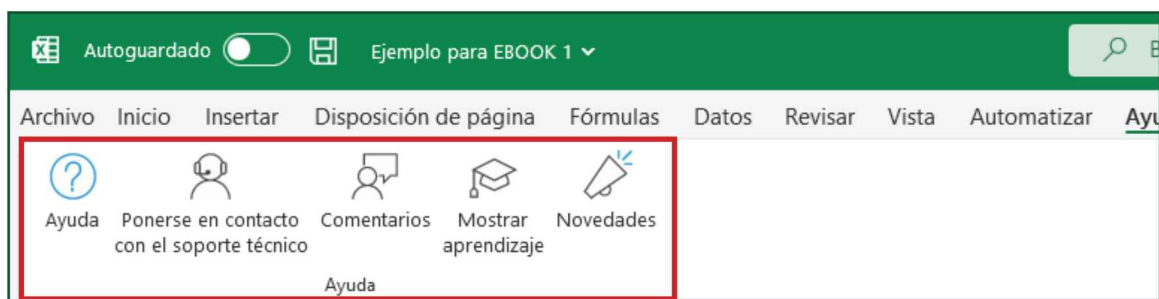 Autoguardado Ejemplo para EBOOK 1
Archivo Inicio Insertar Disposición de página Fórmulas Datos Revisar Vista Automatizar
Ayuda Ponerse en contacto Comentarios Mostrar Novedades
con el soporte técnico aprendizaje
Ayuda